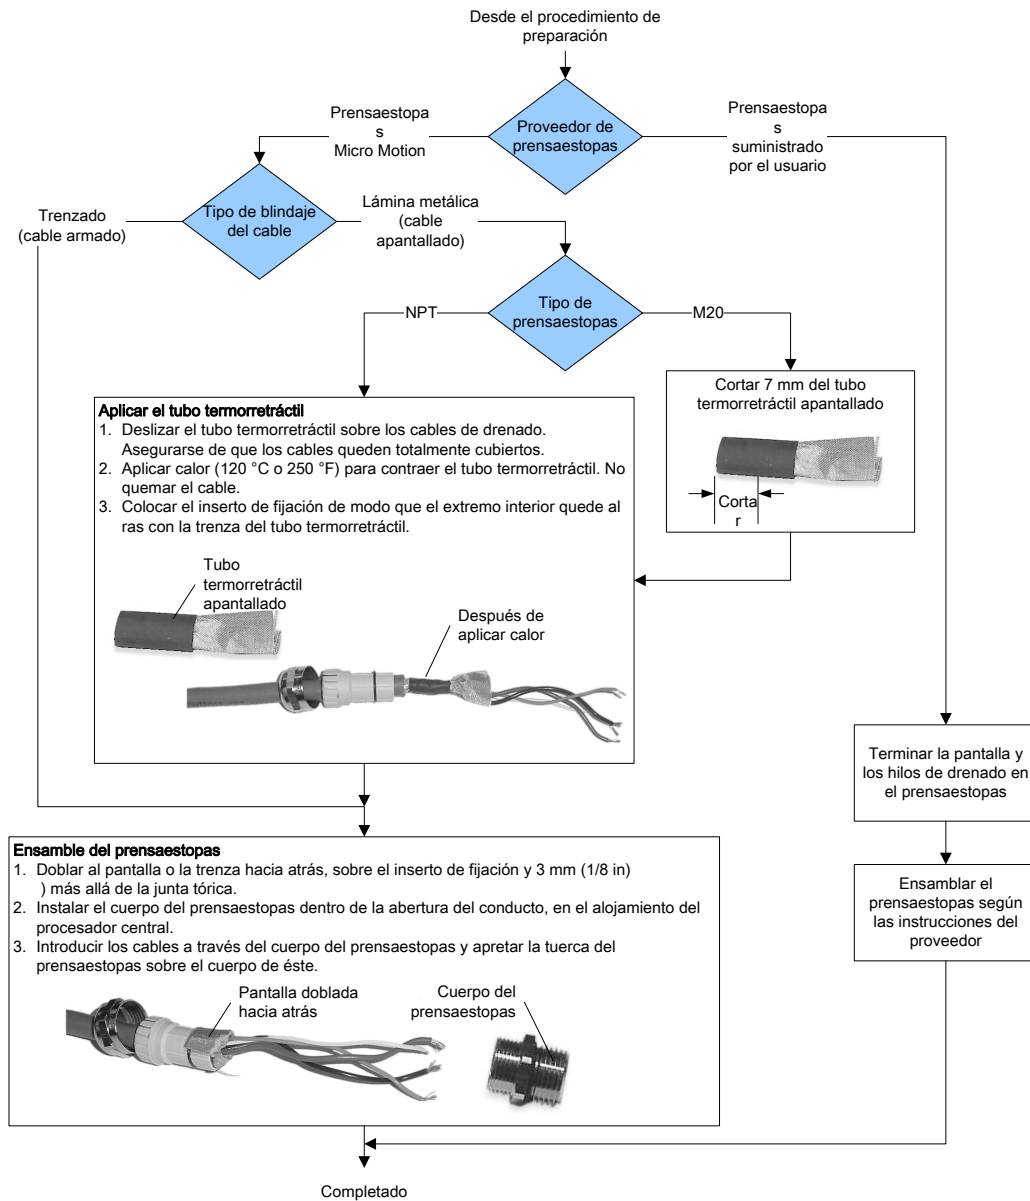 Desde el procedimiento de
preparación
Proveedor de
prensaestopas
Prensaestopa
s
Micro Motion
Prensaestopa
s
suministrado
por el usuario
Tipo de blindaje
del cable
Trenzado
(cable armado)
Lámina metálica
(cable
apantallado)
Tipo de
prensaestopas
NPT
M20
Cortar 7 mm del tubo
termorretráctil apantallado
Corta
r
Aplicar el tubo termorretráctil
1. Deslizar el tubo termorretráctil sobre los cables de drenado.
Asegurarse de que los cables queden totalmente cubiertos.
2. Aplicar calor (120 °C o 250 °F) para contraer el tubo termorretráctil. No
quemar el cable.
3. Colocar el inserto de fijación de modo que el extremo interior quede al
ras con la trenza del tubo termorretráctil.
Tubo
termorretráctil
apantallado
Después de
aplicar calor
Terminar la pantalla y
los hilos de drenado en
el prensaestopas
Ensamble del prensaestopas
1. Doblar al pantalla o la trenza hacia atrás, sobre el inserto de fijación y 3 mm (1/8 in)
) más allá de la junta tórica.
2. Instalar el cuerpo del prensaestopas dentro de la abertura del conducto, en el alojamiento del
procesador central.
3. Introducir los cables a través del cuerpo del prensaestopas y apretar la tuerca del
prensaestopas sobre el cuerpo de éste.
Pantalla doblada
hacia atrás
Cuerpo del
prensaestopas
Ensamblar el
prensaestopas según
las instrucciones del
proveedor
Completado